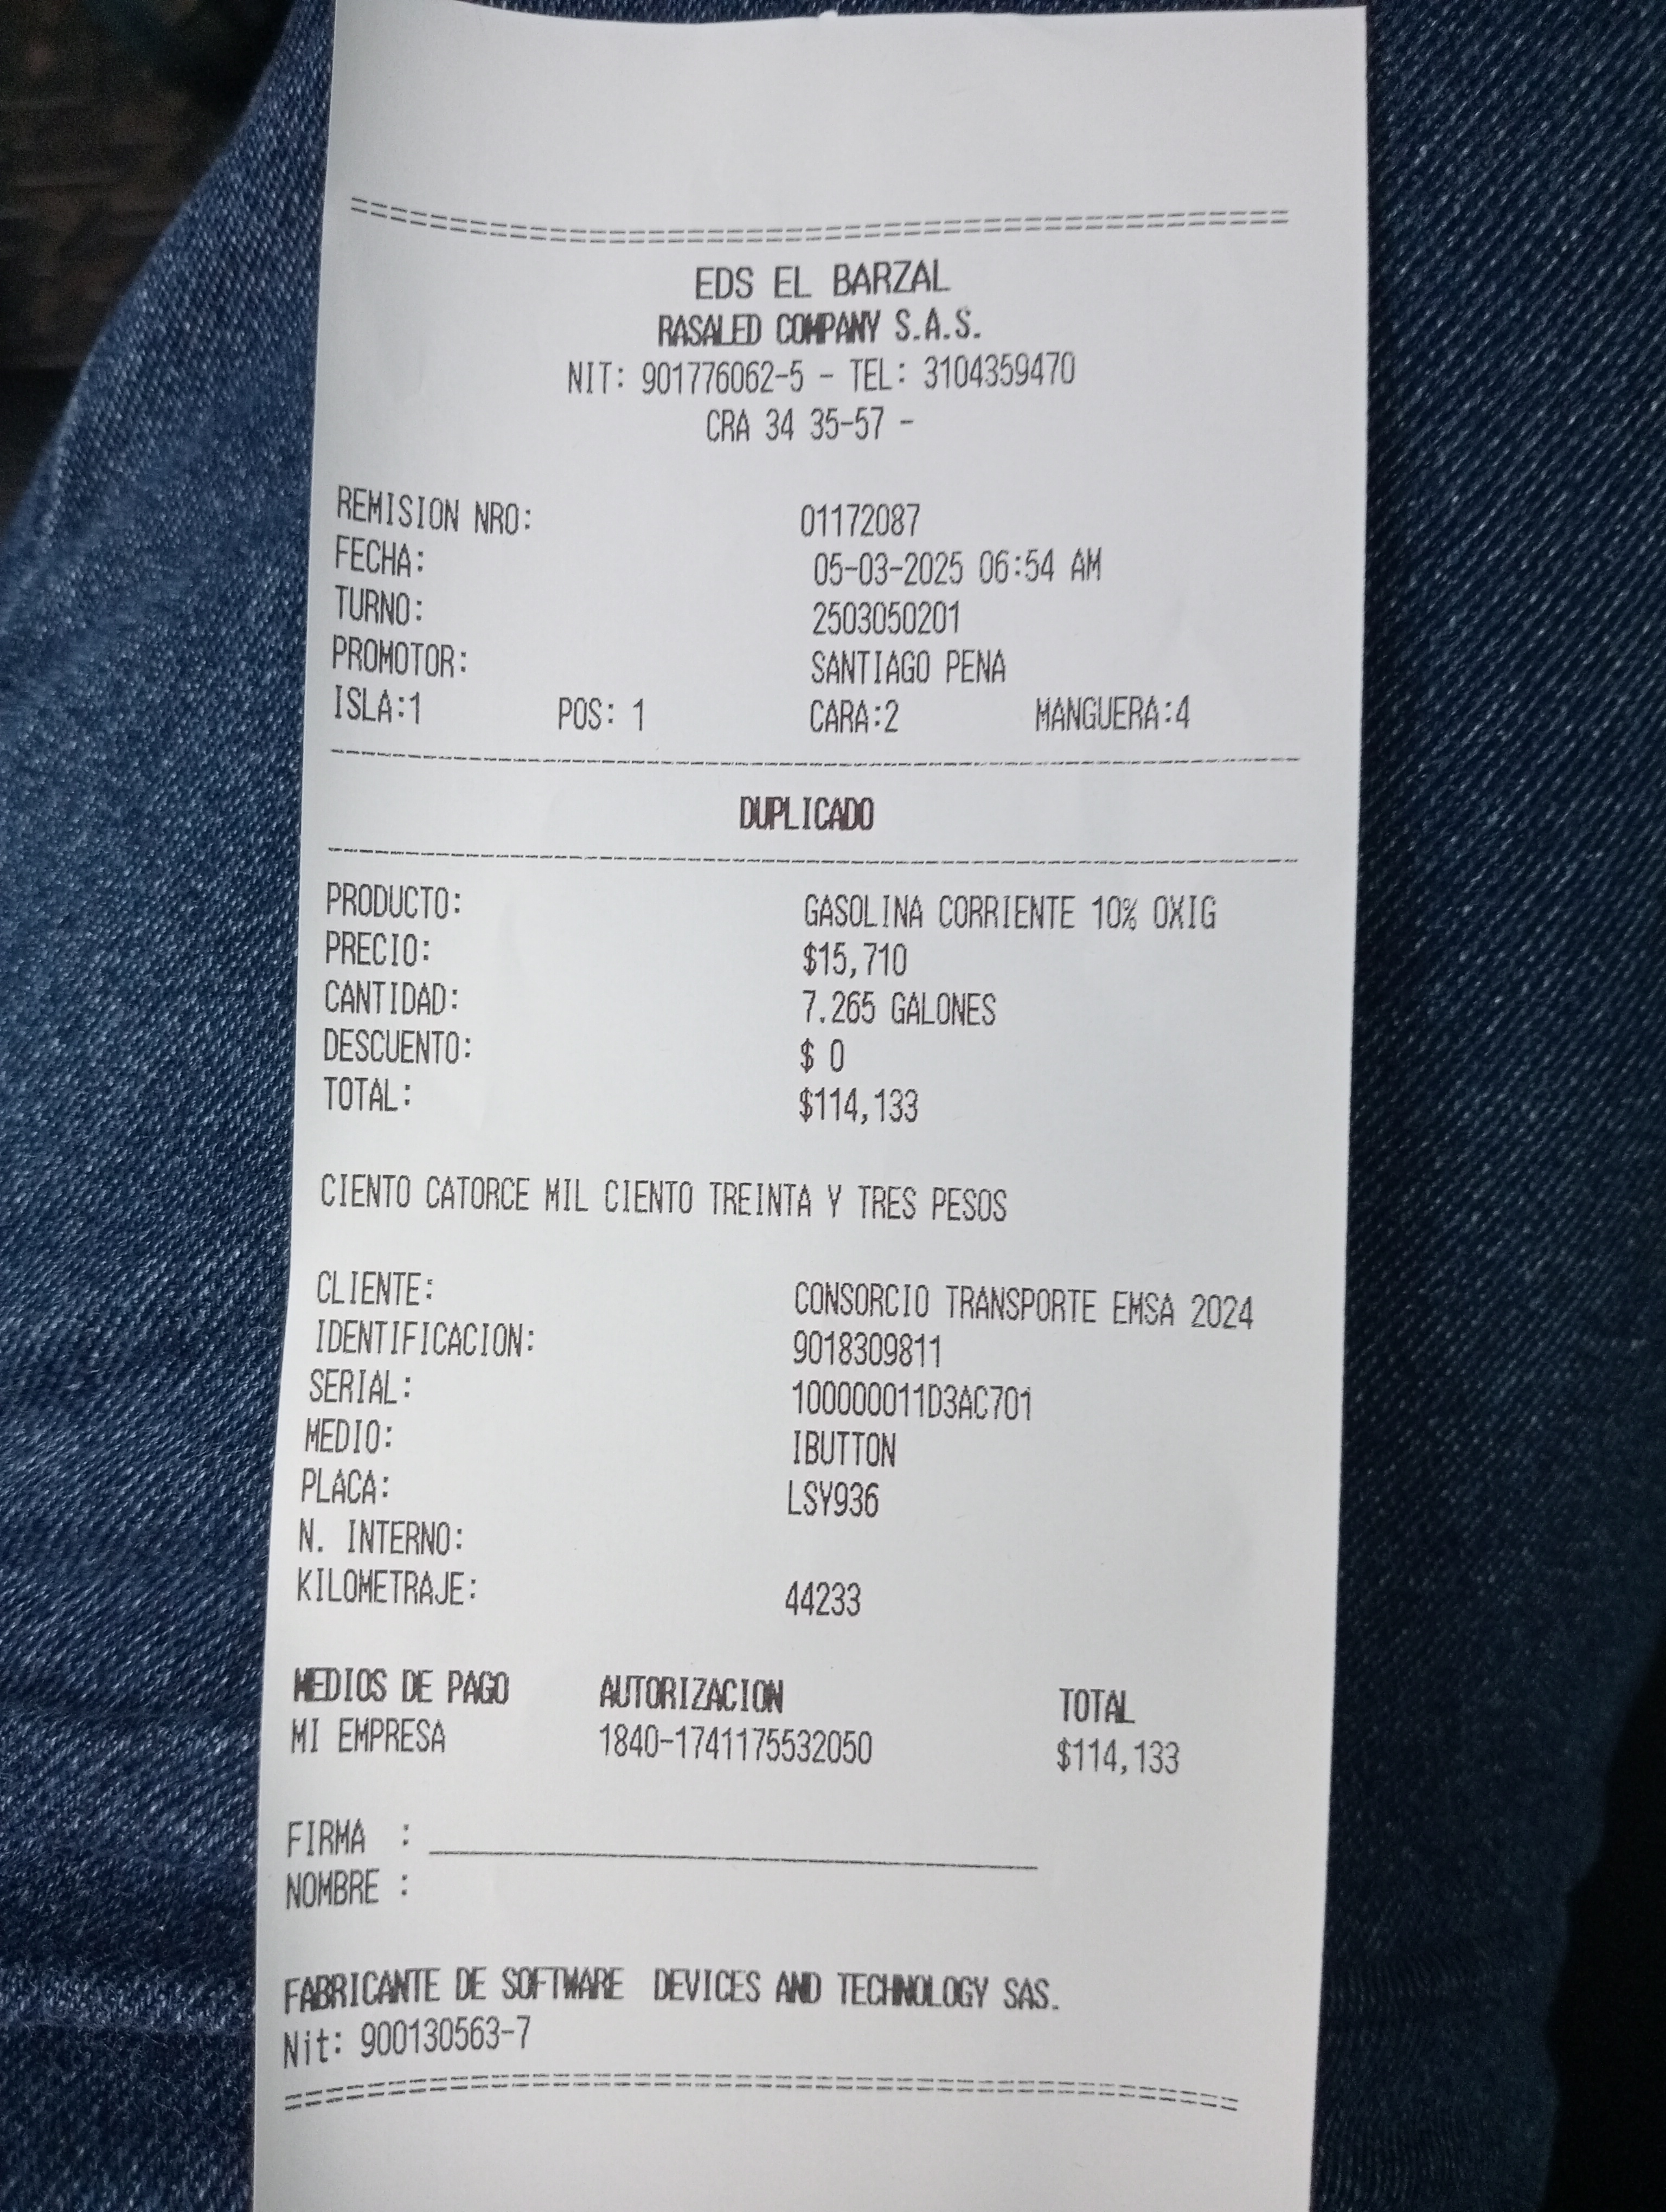 EDS EL BARZAL
RASALED COMPANY S.A.S.
NIT: 901776062-5 - TEL: 3104359470
CRA 34 35-57 -
REMISION NRO: 01172087
FECHA: 05-03-2025 06:54 AM
TURNO: 2503050201
PROMOTOR: SANTIAGO PENA
ISLA:1 POS: 1 CARA:2 MANGUERA:4
DUPLICADO
PRODUCTO: GASOLINA CORRIENTE 10% OXIG
PRECIO: $15,710
CANTIDAD: 7.265 GALONES
DESCUENTO: $ 0
TOTAL: $114,133
CIENTO CATORCE MIL CIENTO TREINTA Y TRES PESOS
CLIENTE: CONSORCIO TRANSPORTE EMSA 2024
IDENTIFICACION: 9018309811
SERIAL: 100000011D3AC701
MEDIO: IBUTTON
PLACA: LSY936
N. INTERNO:
KILOMETRAJE: 44233
MEDIOS DE PAGO AUTORIZACION TOTAL
MI EMPRESA 1840-1741175532050 $114,133
FIRMA :
NOMBRE :
FABRICANTE DE SOFTWARE DEVICES AND TECHNOLOGY SAS.
Nit: 900130563-7